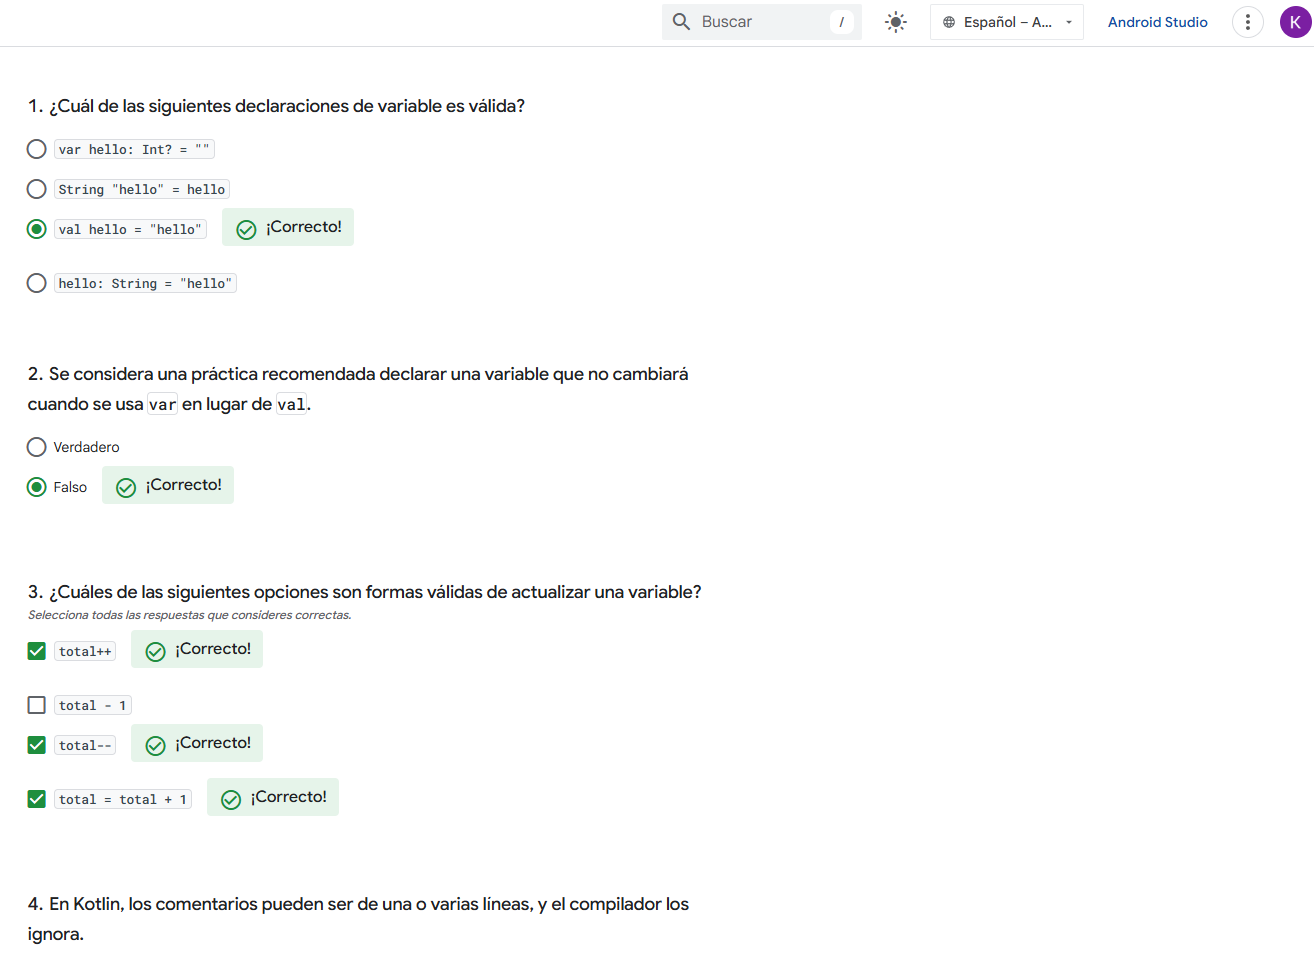 Buscar / Español – A... Android Studio K
1. ¿Cuál de las siguientes declaraciones de variable es válida?
var hello: Int? = ""
String "hello" = hello
val hello = "hello" ¡Correcto!
hello: String = "hello"
2. Se considera una práctica recomendada declarar una variable que no cambiará
cuando se usa var en lugar de val.
Verdadero
Falso ¡Correcto!
3. ¿Cuáles de las siguientes opciones son formas válidas de actualizar una variable?
Selecciona todas las respuestas que consideres correctas.
total++ ¡Correcto!
total - 1
total-- ¡Correcto!
total = total + 1 ¡Correcto!
4. En Kotlin, los comentarios pueden ser de una o varias líneas, y el compilador los
ignora.